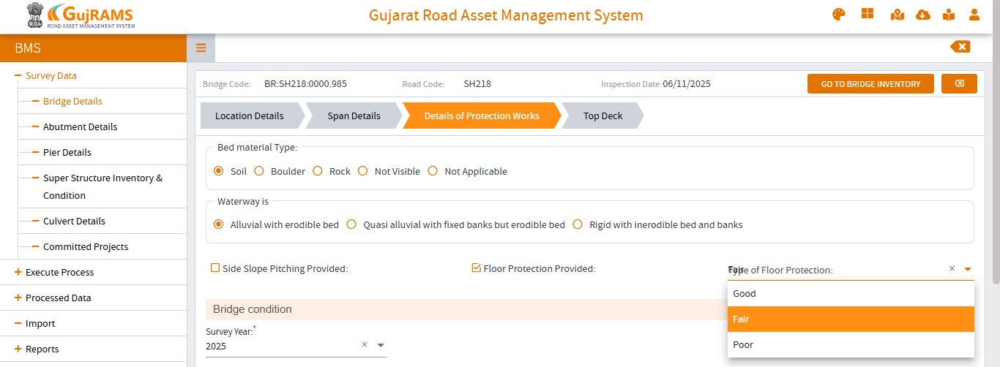 GujRAMS
ROAD ASSET MANAGEMENT SYSTEM
Gujarat Road Asset Management System
BMS
Survey Data
Bridge Details
Abutment Details
Pier Details
Super Structure Inventory &
Condition
Culvert Details
Committed Projects
Execute Process
Processed Data
Import
Reports
Bridge Code: BR:SH218:0000.985 Road Code: SH218 Inspection Date: 06/11/2025 GO TO BRIDGE INVENTORY
Location Details Span Details Details of Protection Works Top Deck
Bed material Type:
Soil Boulder Rock Not Visible Not Applicable
Waterway is
Alluvial with erodible bed Quasi alluvial with fixed banks but erodible bed Rigid with inerodible bed and banks
Side Slope Pitching Provided: Floor Protection Provided: Type of Floor Protection:
Fair
Good
Fair
Poor
Bridge condition
Survey Year:*
2025